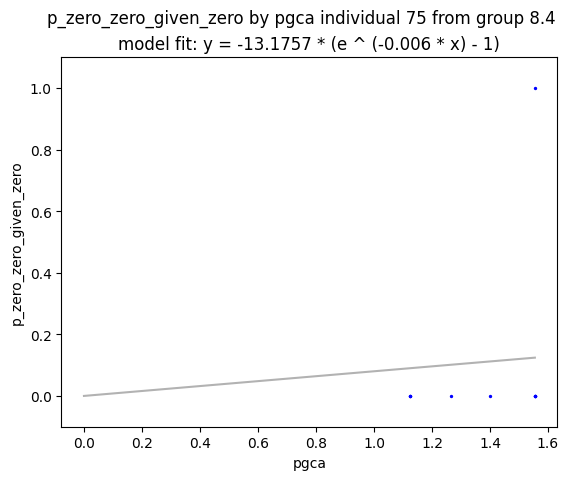 p_zero_zero_given_zero by pgca individual 75 from group 8.4
model fit: y = -13.1757 * (e ^ (-0.006 * x) - 1)
1.0
0.8
0.6
0.4
0.2
0.0
p_zero_zero_given_zero
0.0 0.2 0.4 0.6 0.8 1.0 1.2 1.4 1.6
pgca